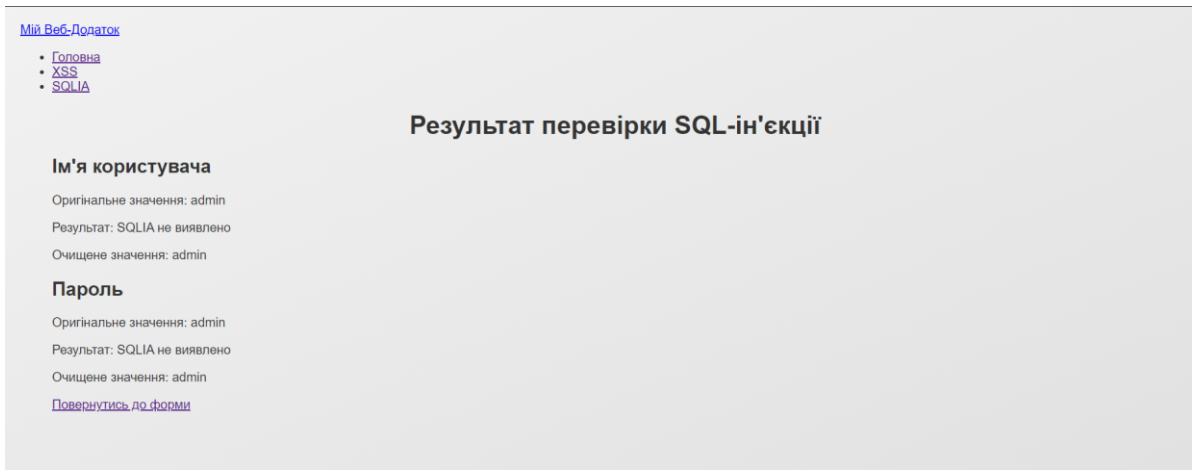 Мій Веб-Додаток
Головна
XSS
SQLIA
Результат перевірки SQL-ін'єкції
Ім'я користувача
Оригінальне значення: admin
Результат: SQLIA не виявлено
Очищене значення: admin
Пароль
Оригінальне значення: admin
Результат: SQLIA не виявлено
Очищене значення: admin
Повернутись до форми